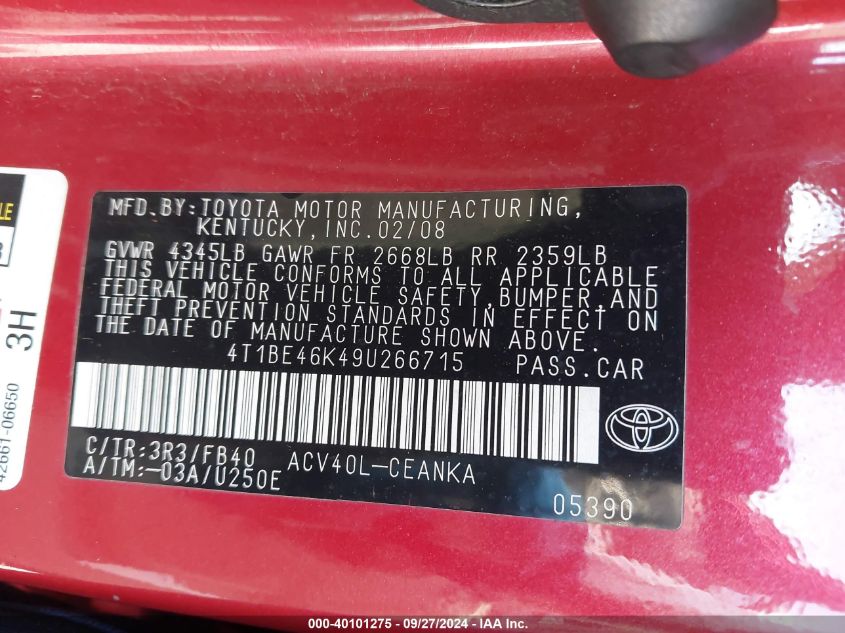 MFD.BY:TOYOTA MOTOR MANUFACTURING,
KENTUCKY,INC.02/08
GVWR 4345LB GAWR FR 2668LB RR 2359LB
THIS VEHICLE CONFORMS TO ALL APPLICABLE
FEDERAL MOTOR VEHICLE SAFETY,BUMPER,AND
THEFT PREVENTION STANDARDS IN EFFECT ON
THE DATE OF MANUFACTURE SHOWN ABOVE.
4T1BE46K49U266715 PASS.CAR
C/TR:3R3/FB40 ACV40L-CEANKA
A/TM:-03A/U250E
05390
3H
42661-06650
000-40101275 - 09/27/2024 - IAA Inc.